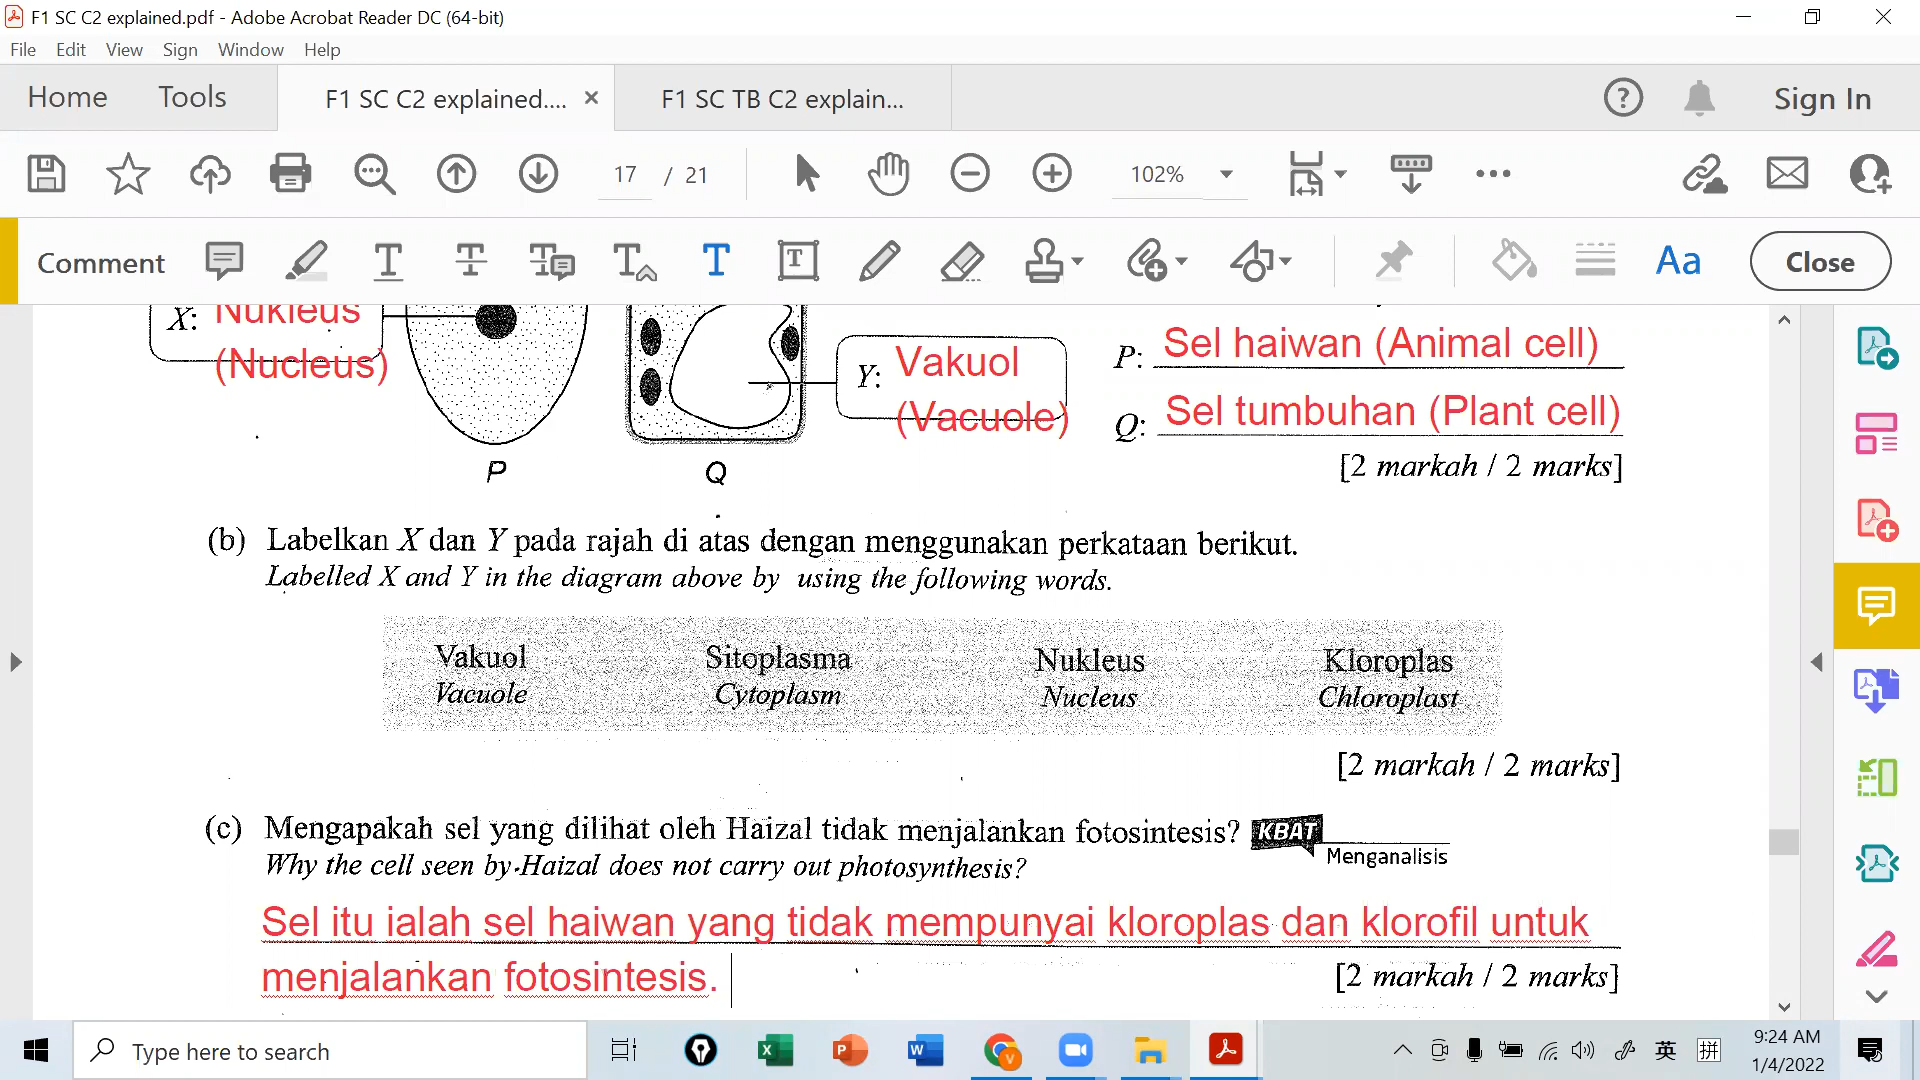 F1 SC C2 explained.pdf - Adobe Acrobat Reader DC (64-bit)
File Edit View Sign Window Help
Home Tools F1 SC C2 explained.... × F1 SC TB C2 explain... Sign In
17 / 21 102%
Comment Aa Close
X: Nukleus
(Nucleus)
Y: Vakuol
(Vacuole)
P: Sel haiwan (Animal cell)
Q: Sel tumbuhan (Plant cell)
P Q
[2 markah / 2 marks]
(b) Labelkan X dan Y pada rajah di atas dengan menggunakan perkataan berikut.
Labelled X and Y in the diagram above by using the following words.
Vakuol Sitoplasma Nukleus Kloroplas
Vacuole Cytoplasm Nucleus Chloroplast
[2 markah / 2 marks]
(c) Mengapakah sel yang dilihat oleh Haizal tidak menjalankan fotosintesis? KBAT
Menganalisis
Why the cell seen by Haizal does not carry out photosynthesis?
Sel itu ialah sel haiwan yang tidak mempunyai kloroplas dan klorofil untuk
menjalankan fotosintesis.
[2 markah / 2 marks]
Type here to search
英 拼
9:24 AM
1/4/2022